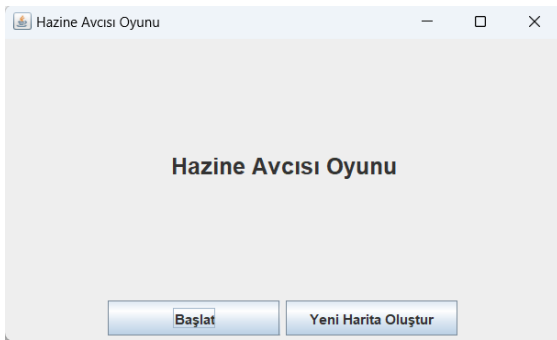 Hazine Avcısı Oyunu
Hazine Avcısı Oyunu
Başlat
Yeni Harita Oluştur